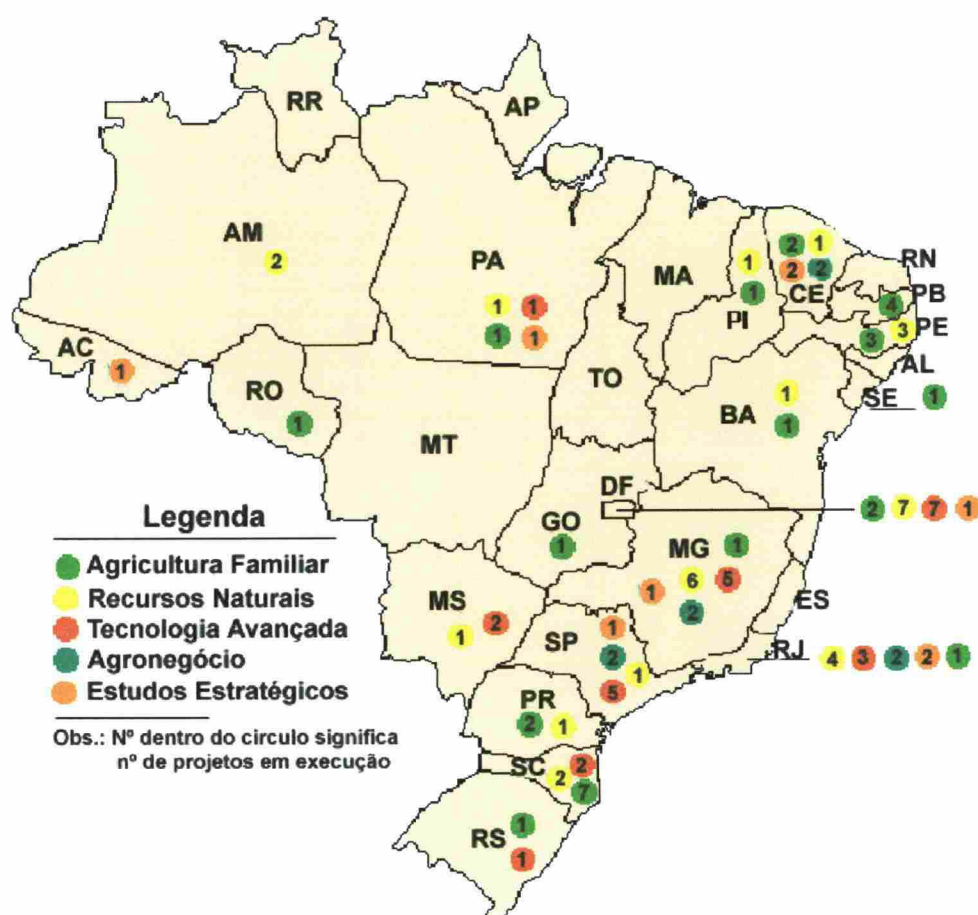 RR
AP
AM
2
PA
1 1
1 1
MA
1
1
PI
2 1
2 2
CE
RN
PB
4
PE
3
3
AL
SE 1
AC
1
RO
1
MT
TO
BA
1
1
DF
2 7 7 1
GO
1
MG
1
6 5
1
2
ES
MS
1 2
SP
1
2
1
5
RJ
4 3 2 2 1
PR
2 1
SC
2
2
7
RS
1
1
Legenda
Agricultura Familiar
Recursos Naturais
Tecnologia Avançada
Agronegócio
Estudos Estratégicos
Obs.: Nº dentro do circulo significa
nº de projetos em execução